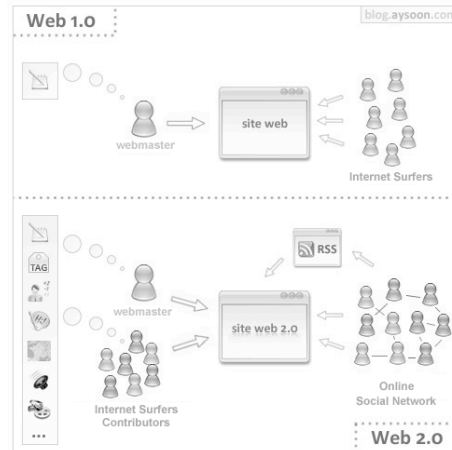 Web 1.0
blog.aysoon.com
webmaster
site web
Internet Surfers
TAG
RSS
webmaster
site web 2.0
Internet Surfers
Contributors
Online
Social Network
...
Web 2.0